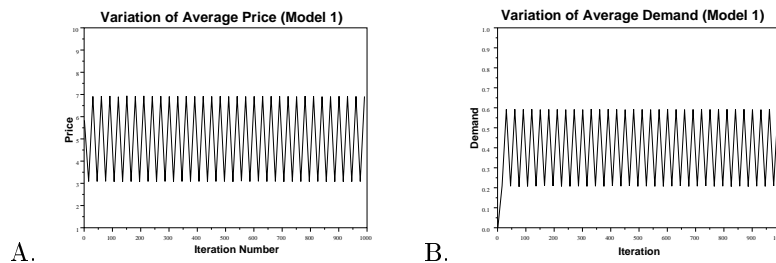 Variation of Average Price (Model 1)
10
9
8
7
6
5
4
3
2
1
Price
0 100 200 300 400 500 600 700 800 900 1000
Iteration Number
A.
Variation of Average Demand (Model 1)
1.0
0.9
0.8
0.7
0.6
0.5
0.4
0.3
0.2
0.1
0.0
Demand
0 100 200 300 400 500 600 700 800 900
Iteration
B.